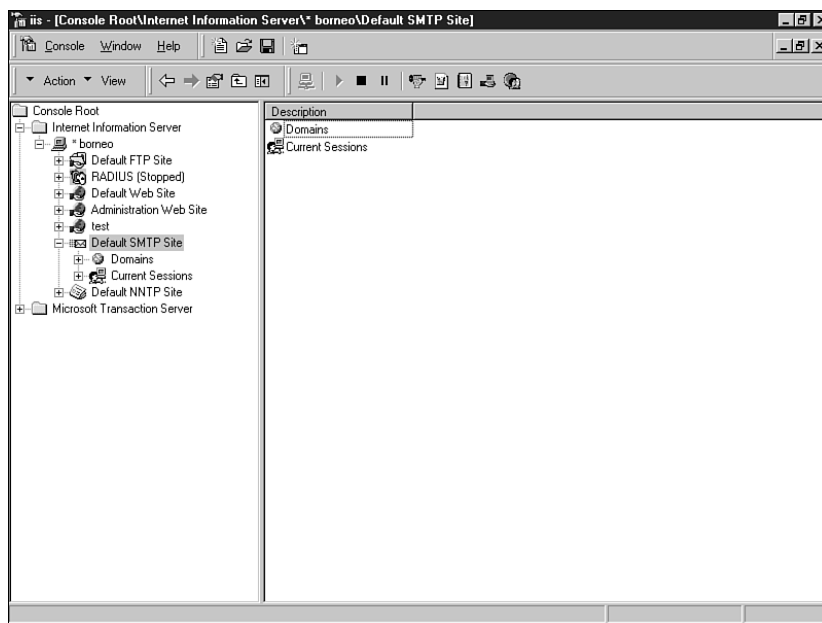 iis - [Console Root\Internet Information Server\* borneo\Default SMTP Site]
Console Window Help
Action View
Console Root
Internet Information Server
* borneo
Default FTP Site
RADIUS (Stopped)
Default Web Site
Administration Web Site
test
Default SMTP Site
Domains
Current Sessions
Default NNTP Site
Microsoft Transaction Server
Description
Domains
Current Sessions